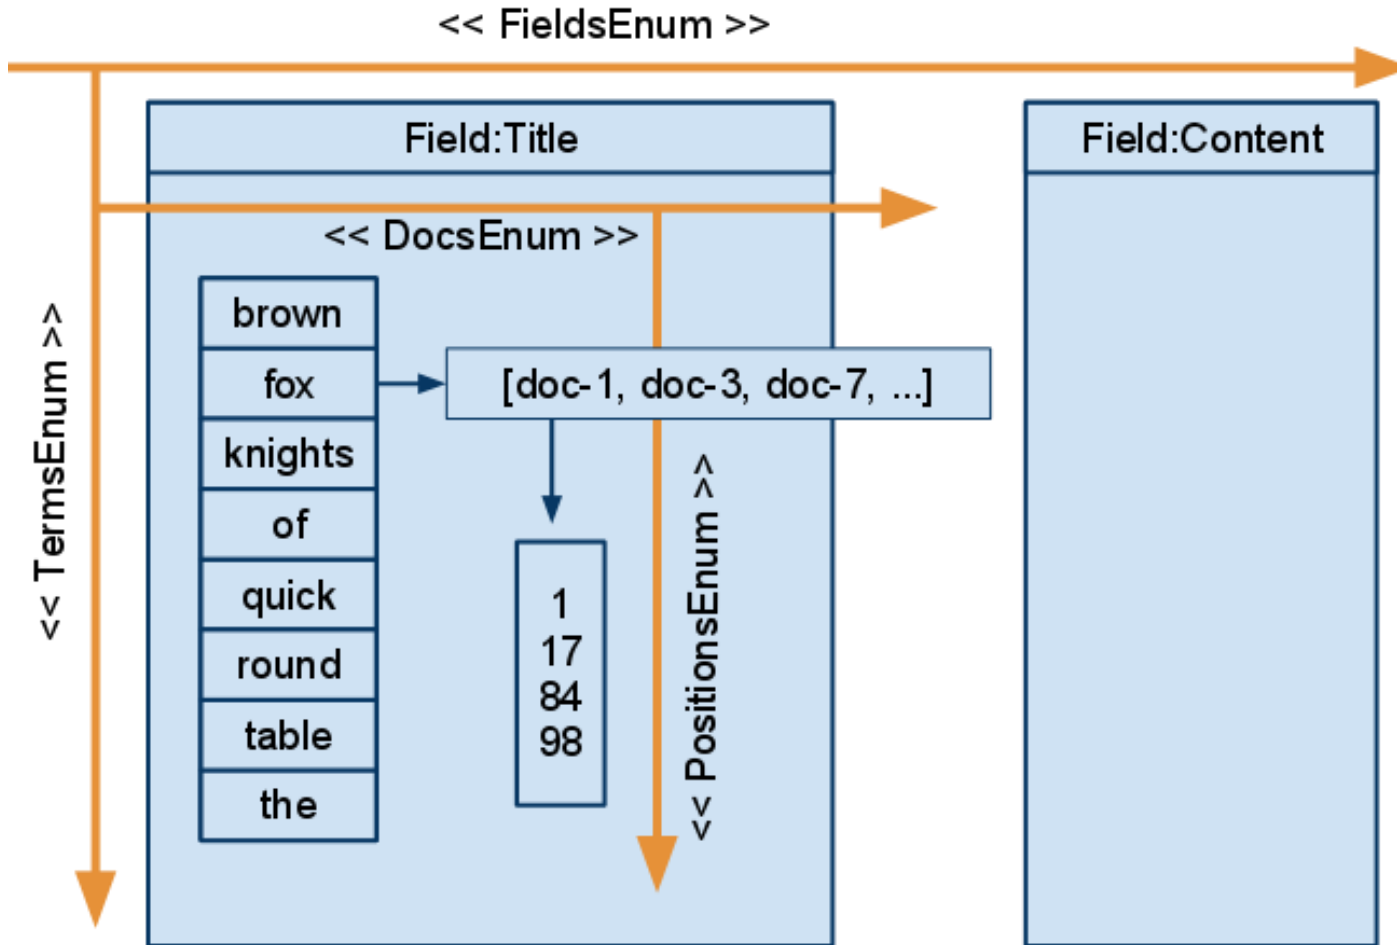 << FieldsEnum >>
Field:Title
Field:Content
<< DocsEnum >>
<< TermsEnum >>
brown
fox
[doc-1, doc-3, doc-7, ...]
knights
of
quick
round
table
the
1
17
84
98
<< PositionsEnum >>